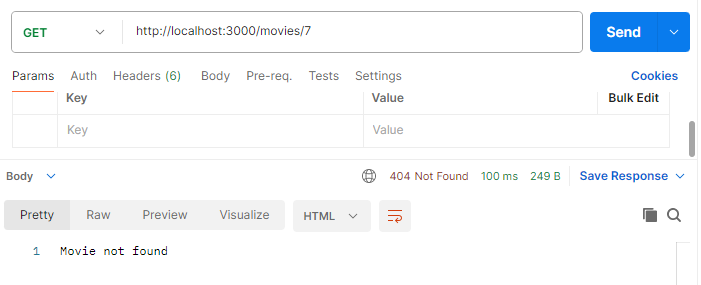 GET http://localhost:3000/movies/7 Send
Params Auth Headers (6) Body Pre-req. Tests Settings Cookies
Key Value Bulk Edit
Key Value
Body 404 Not Found 100 ms 249 B Save Response
Pretty Raw Preview Visualize HTML
1 Movie not found